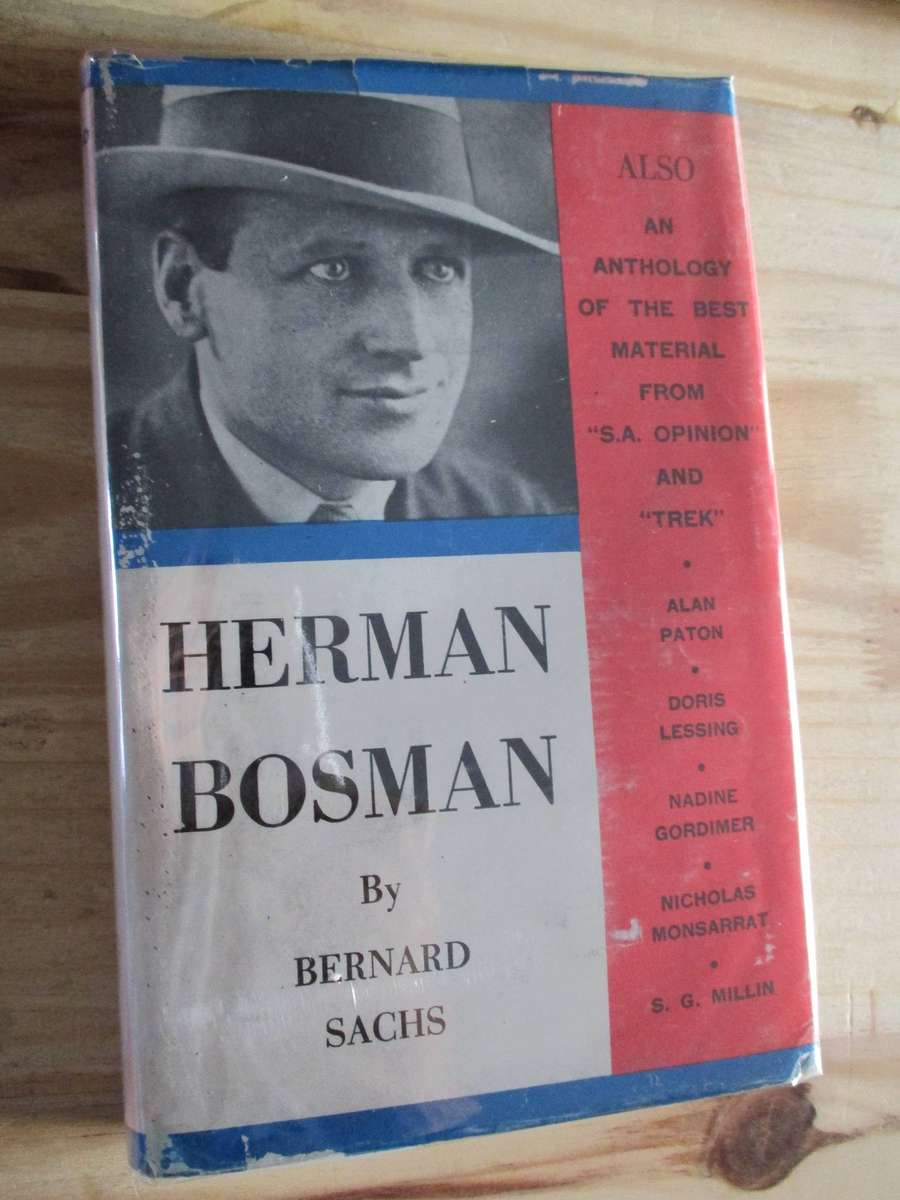 HERMAN
BOSMAN
By
BERNARD
SACHS
ALSO
AN
ANTHOLOGY
OF THE BEST
MATERIAL
FROM
"S.A. OPINION"
AND
"TREK"
•
ALAN
PATON
•
DORIS
LESSING
•
NADINE
GORDIMER
•
NICHOLAS
MONSARRAT
•
S. G. MILLIN